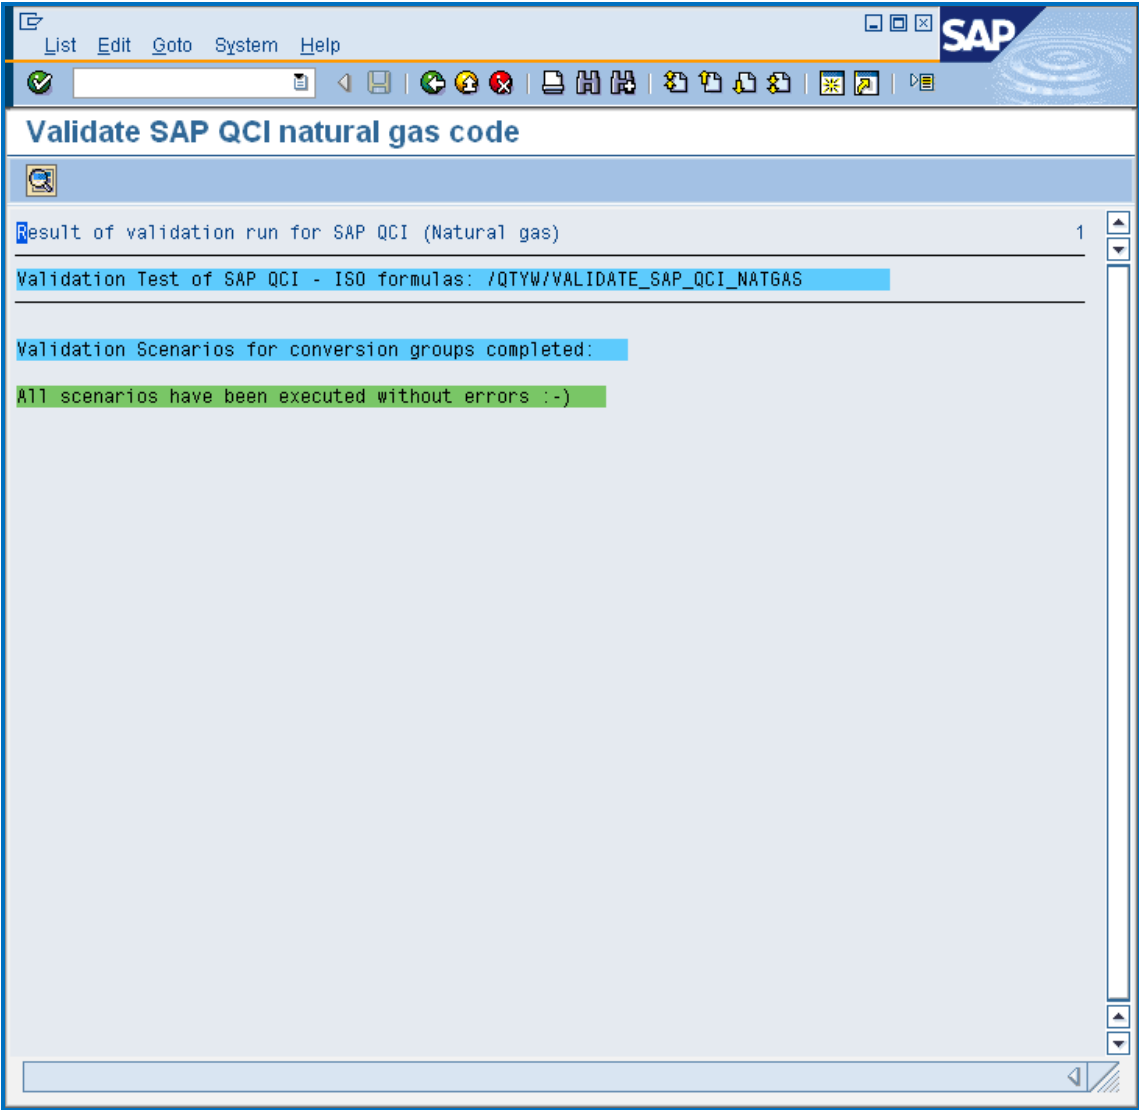 List Edit Goto System Help
SAP
Validate SAP QCI natural gas code
Result of validation run for SAP QCI (Natural gas) 1
Validation Test of SAP QCI - ISO formulas: /QTYW/VALIDATE_SAP_QCI_NATGAS
Validation Scenarios for conversion groups completed:
All scenarios have been executed without errors :-)